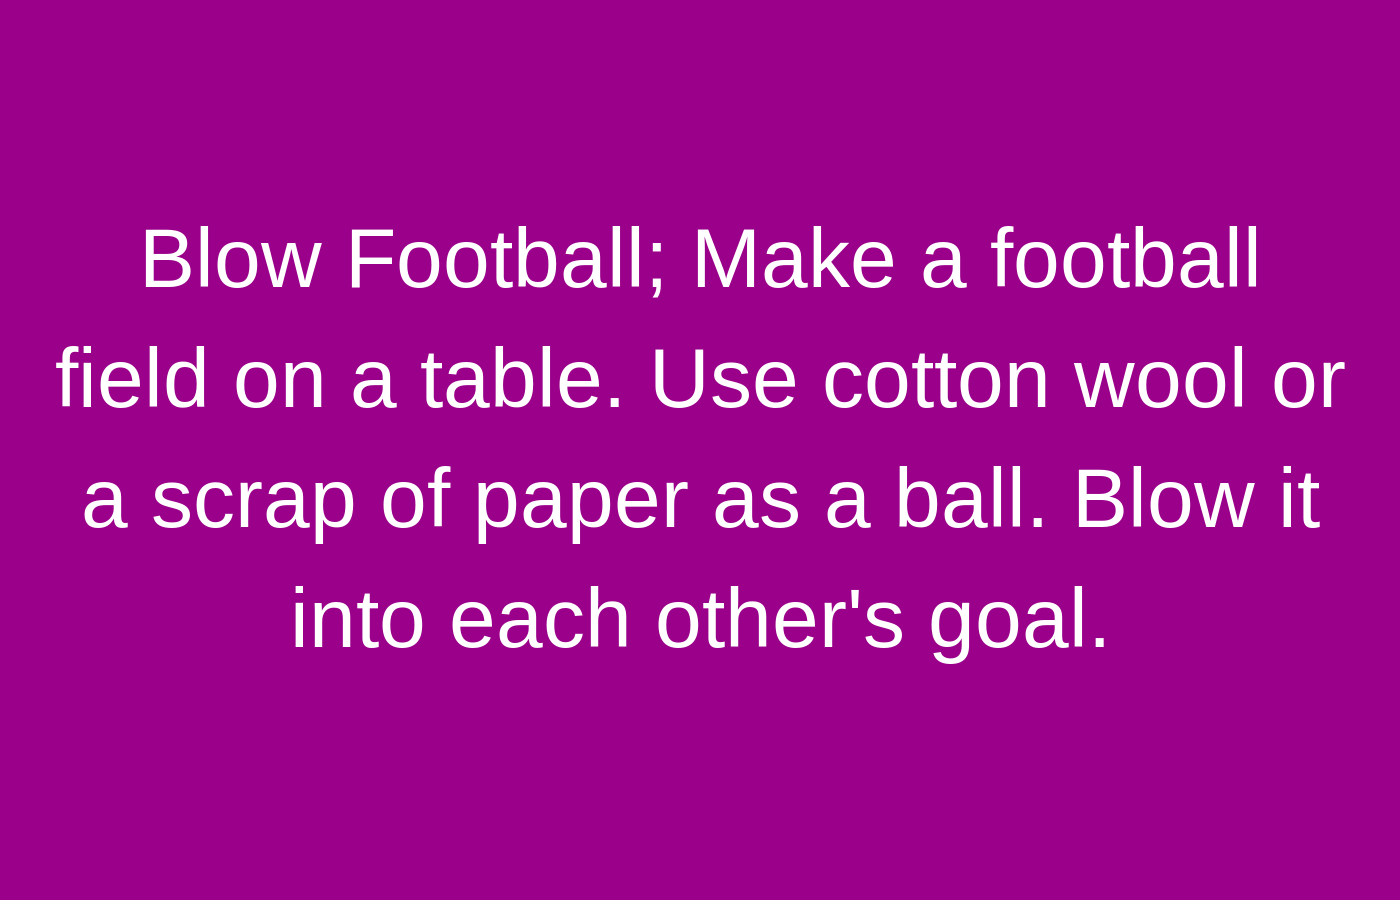 Blow Football; Make a football
field on a table. Use cotton wool or
a scrap of paper as a ball. Blow it
into each other's goal.